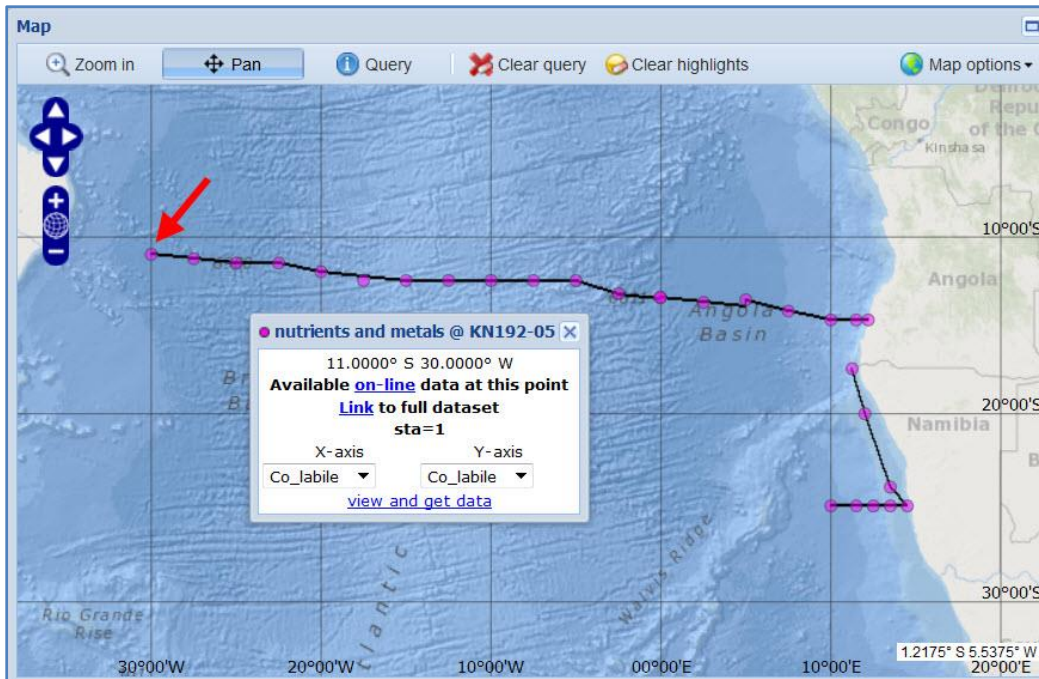 Map
Zoom in Pan Query Clear query Clear highlights Map options
Congo
Repu
of the
Kinshasa
10°00'S
Angola
Angola
Basin
nutrients and metals @ KN192-05
11.0000° S 30.0000° W
Available on-line data at this point
Link to full dataset
sta=1
X-axis Y-axis
Co_labile Co_labile
view and get data
20°00'S
Namibia
Walvis Ridge
30°00'S
Rio Grande
Rise
1.2175° S 5.5375° W
30°00'W 20°00'W 10°00'W 00°00'E 10°00'E 20°00'E